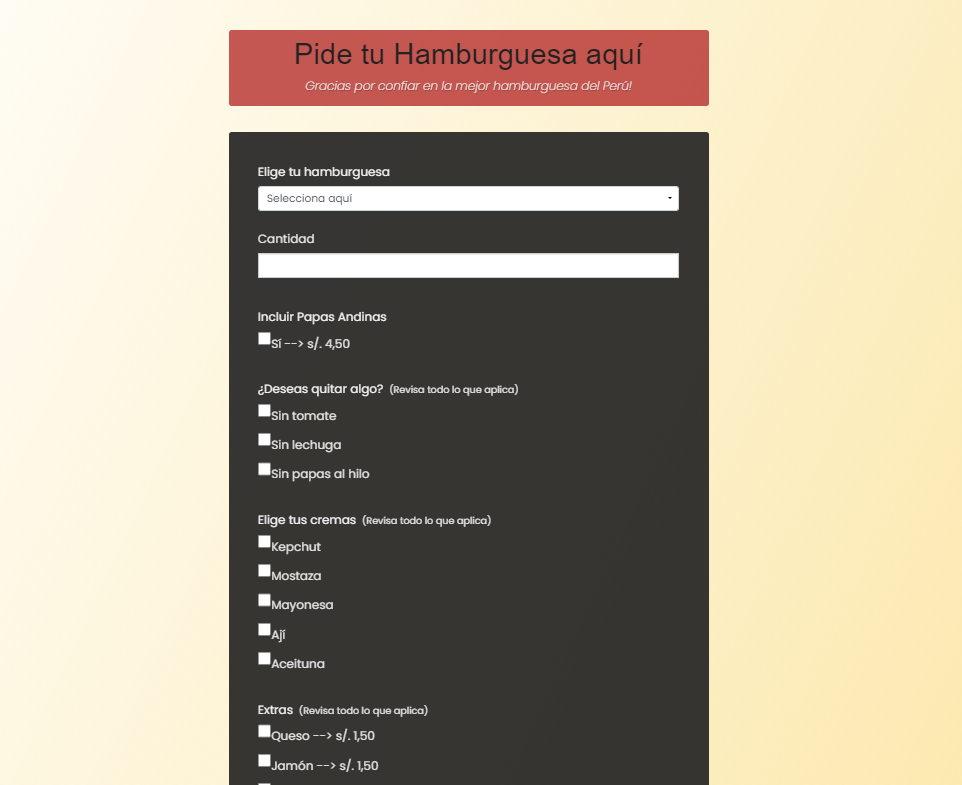 Pide tu Hamburguesa aquí
Gracias por confiar en la mejor hamburguesa del Perú!
Elige tu hamburguesa
Selecciona aquí
Cantidad
Incluir Papas Andinas
Sí --> s/. 4,50
¿Deseas quitar algo? (Revisa todo lo que aplica)
Sin tomate
Sin lechuga
Sin papas al hilo
Elige tus cremas (Revisa todo lo que aplica)
Kepchut
Mostaza
Mayonesa
Ají
Aceituna
Extras (Revisa todo lo que aplica)
Queso --> s/. 1,50
Jamón --> s/. 1,50